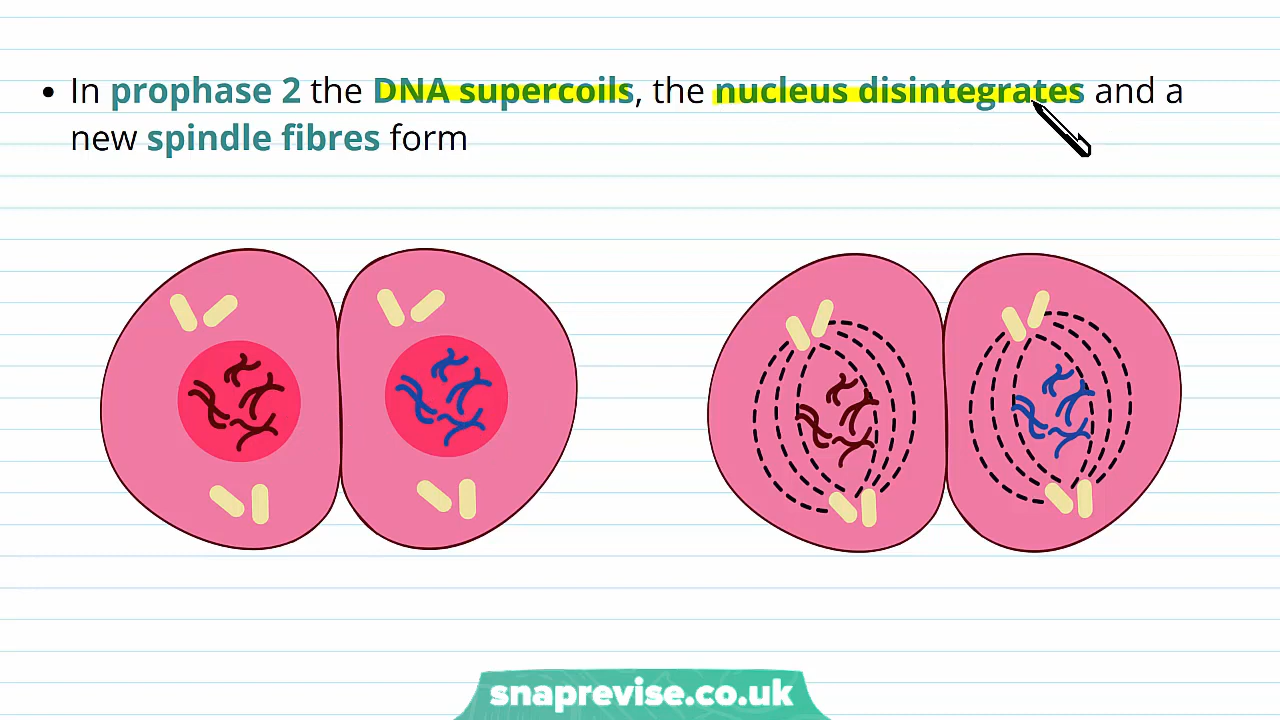 • In prophase 2 the DNA supercoils, the nucleus disintegrates and a
new spindle fibres form
snaprevise.co.uk